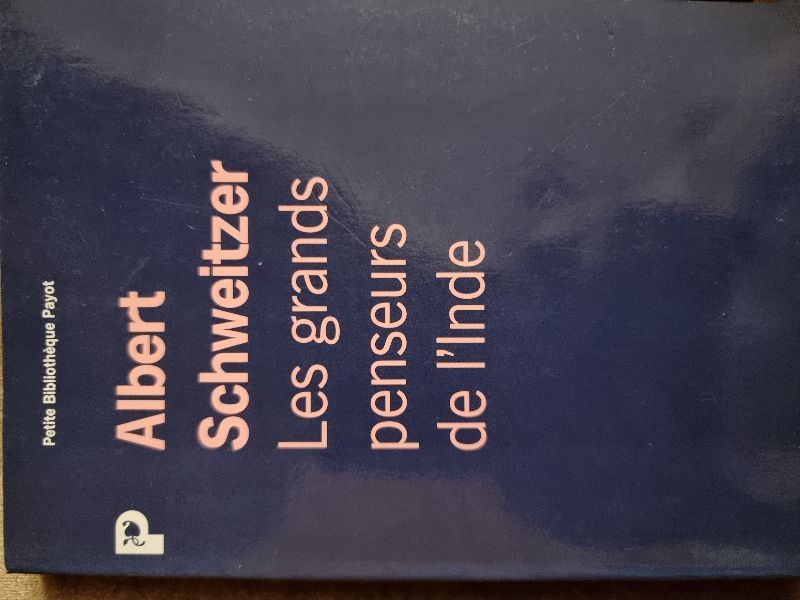 Petite Bibliothèque Payot
Albert
Schweitzer
Les grands
penseurs
de l'Inde
P